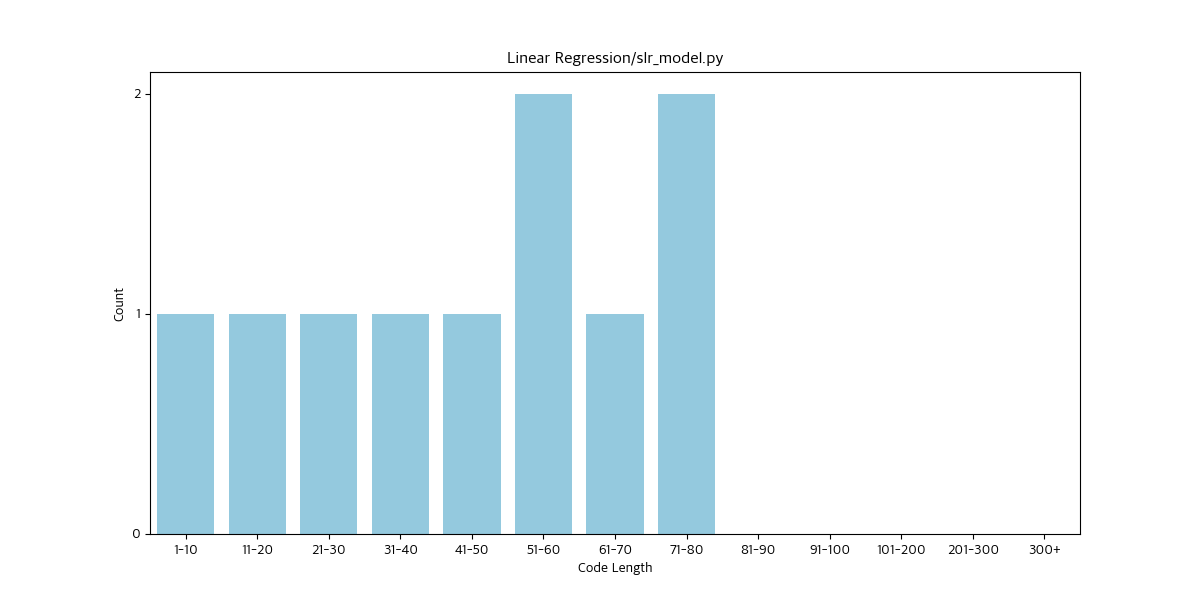 Linear Regression/slr_model.py
2
1
0
Count
1-10 11-20 21-30 31-40 41-50 51-60 61-70 71-80 81-90 91-100 101-200 201-300 300+
Code Length